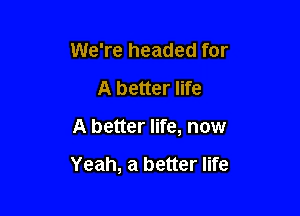 We're headed for
A better life
A better life, now
Yeah, a better life